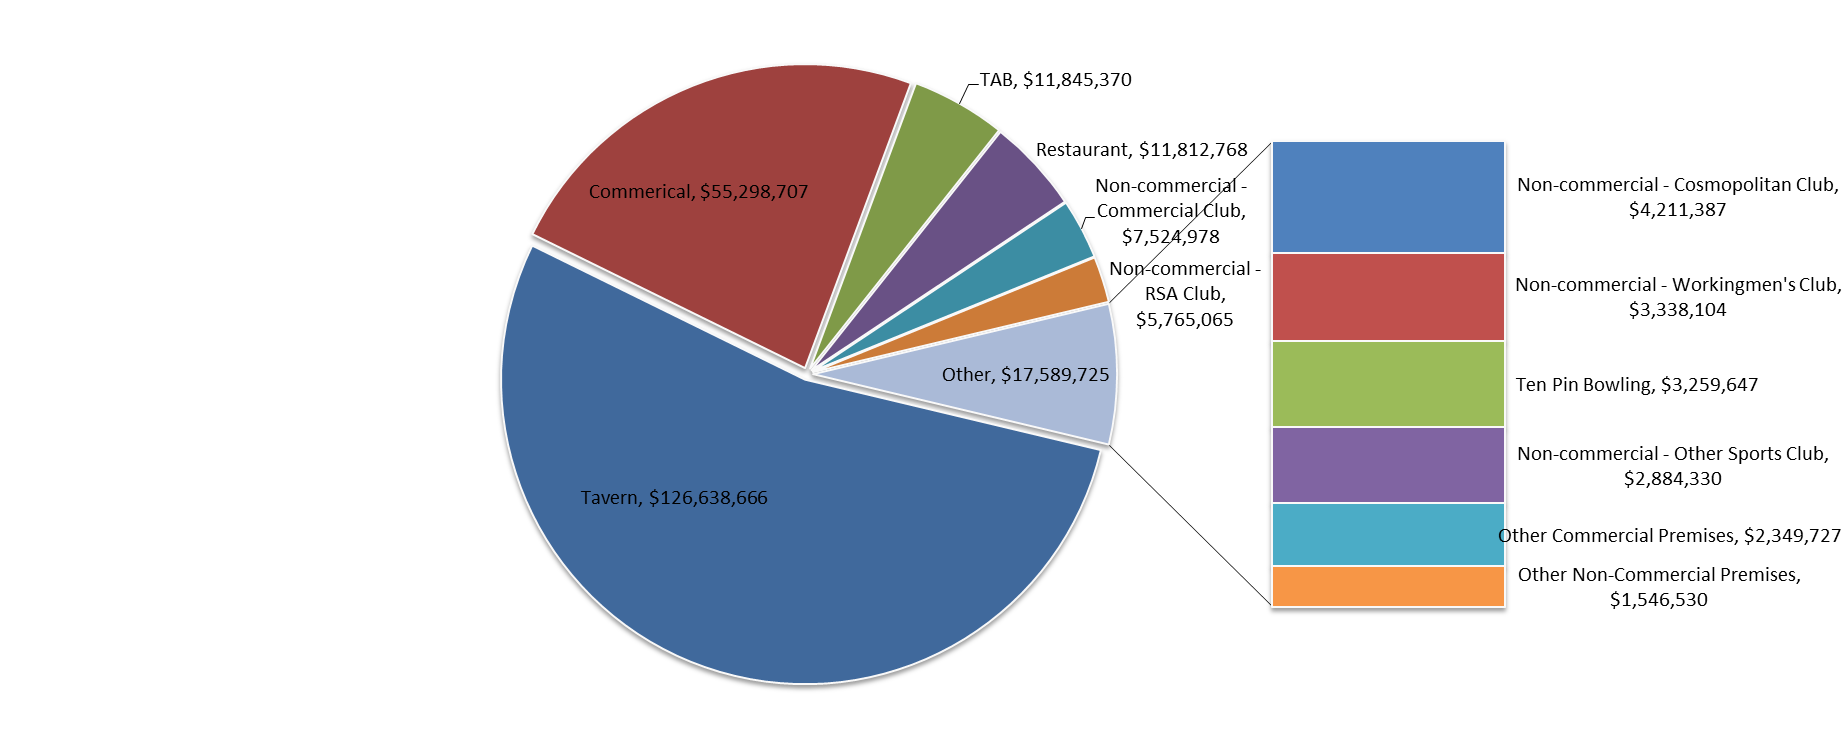 TAB, $11,845,370
Restaurant, $11,812,768
Non-commercial -
Commercial Club,
$7,524,978
Non-commercial -
RSA Club,
$5,765,065
Commerical, $55,298,707
Other, $17,589,725
Tavern, $126,638,666
Non-commercial - Cosmopolitan Club,
$4,211,387
Non-commercial - Workingmen's Club,
$3,338,104
Ten Pin Bowling, $3,259,647
Non-commercial - Other Sports Club,
$2,884,330
Other Commercial Premises, $2,349,727
Other Non-Commercial Premises,
$1,546,530